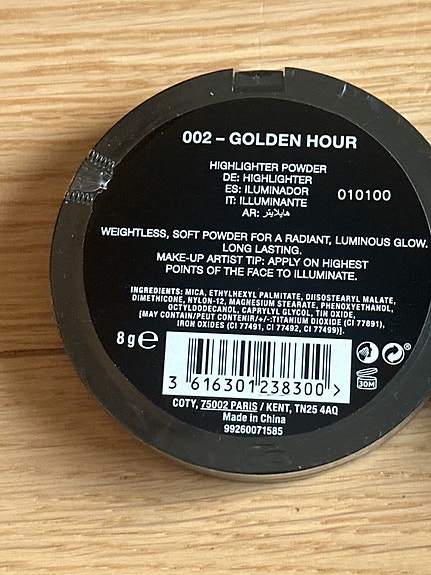 002 – GOLDEN HOUR
HIGHLIGHTER POWDER
DE: HIGHLIGHTER
ES: ILUMINADOR
IT: ILLUMINANTE
AR: هايلايتر
010100
WEIGHTLESS, SOFT POWDER FOR A RADIANT, LUMINOUS GLOW.
LONG LASTING.
MAKE-UP ARTIST TIP: APPLY ON HIGHEST
POINTS OF THE FACE TO ILLUMINATE.
INGREDIENTS: MICA, ETHYLHEXYL PALMITATE, DIISOSTEARYL MALATE,
DIMETHICONE, NYLON-12, MAGNESIUM STEARATE, PHENOXYETHANOL,
OCTYLDODECANOL, CAPRYLYL GLYCOL, TIN OXIDE,
[MAY CONTAIN/PEUT CONTENIR/+/-:TITANIUM DIOXIDE (CI 77891),
IRON OXIDES (CI 77491, CI 77492, CI 77499)].
8 g ℮
3 616301 238300 >
30M
COTY, 75002 PARIS / KENT, TN25 4AQ
Made in China
99260071585